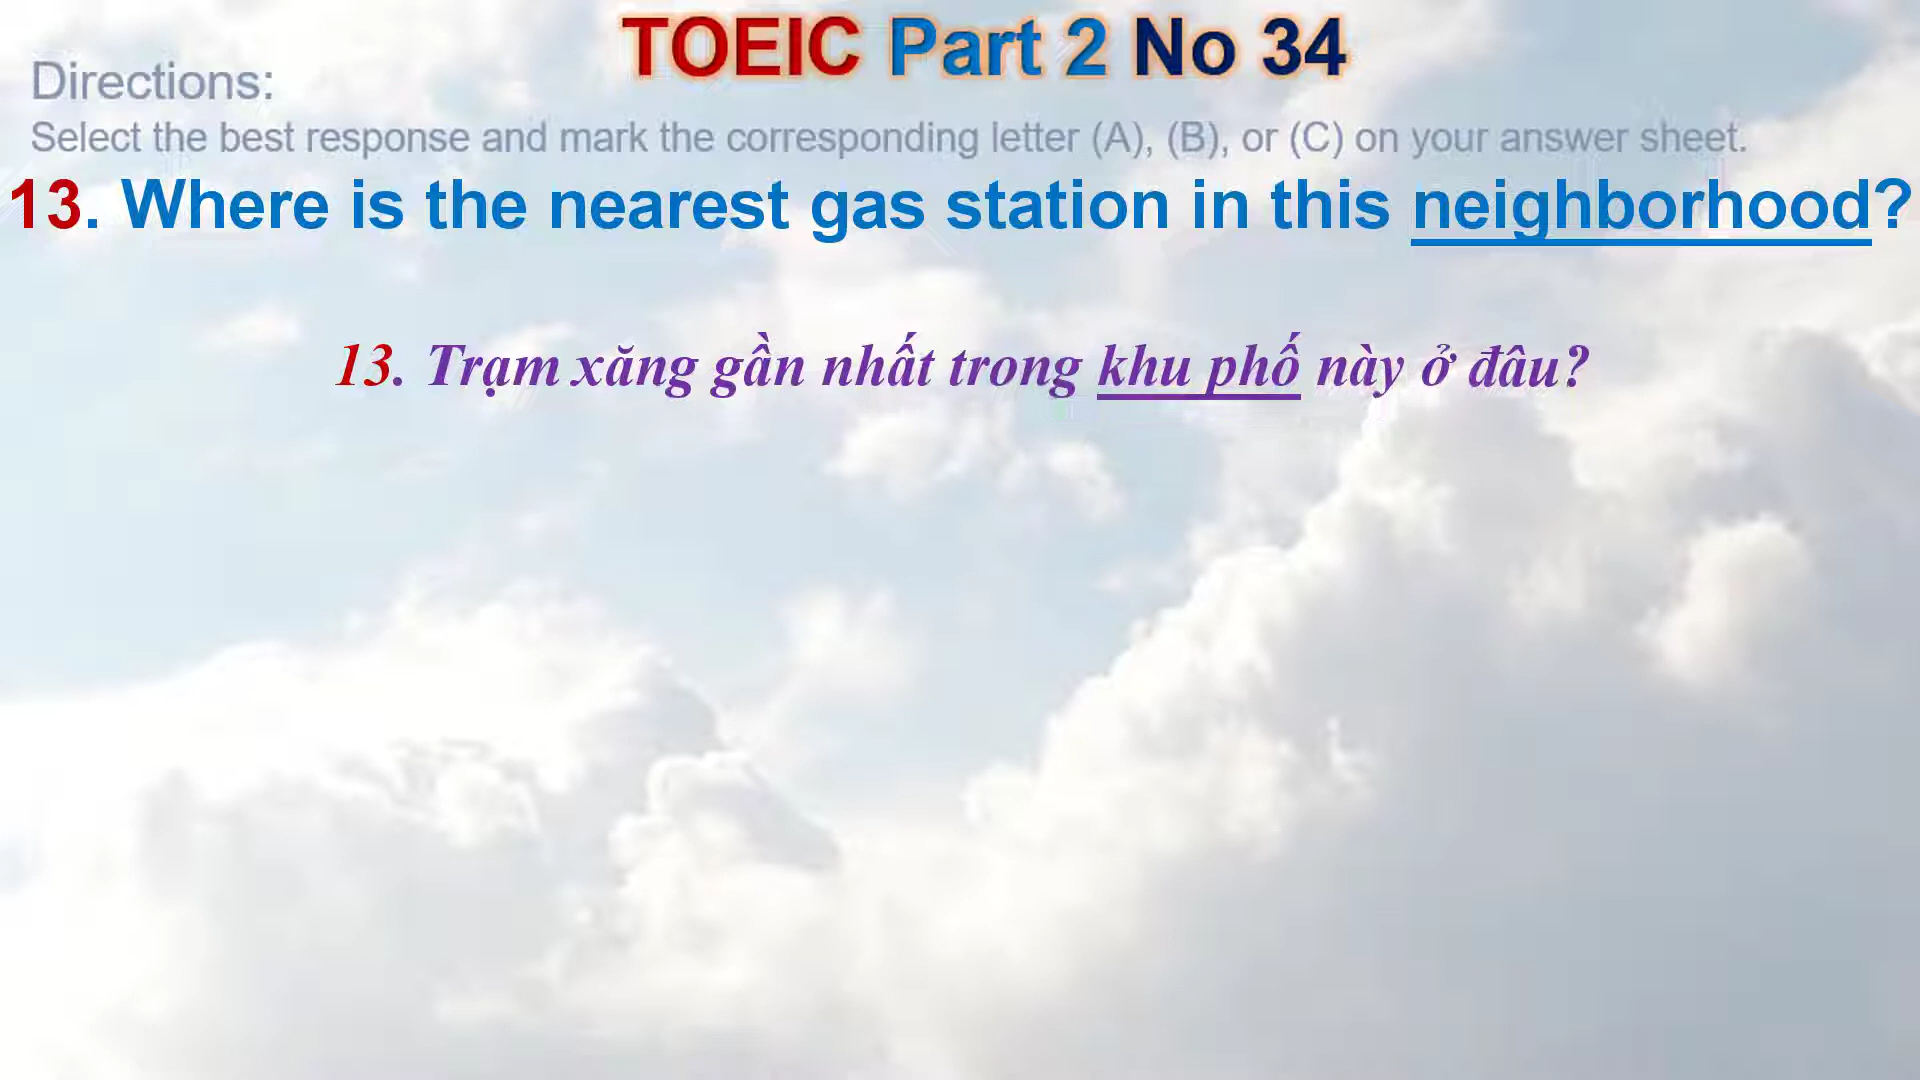 TOEIC Part 2 No 34
Directions:
Select the best response and mark the corresponding letter (A), (B), or (C) on your answer sheet.
13. Where is the nearest gas station in this neighborhood?
13. Trạm xăng gần nhất trong khu phố này ở đâu?